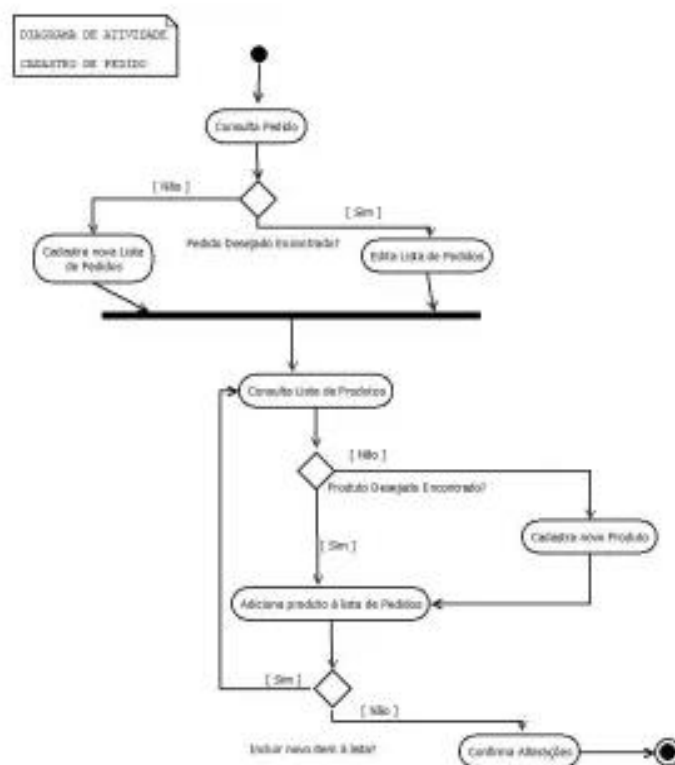 DIAGRAMA DE ATIVIDADE
CADASTRO DE PEDIDO
Consulta Pedido
[ Não ]
[ Sim ]
Pedido Desejado Encontrado?
Cadastra nova Lista
de Pedidos
Edita Lista de Pedidos
Consulta Lista de Produtos
[ Não ]
Produto Desejado Encontrado?
Cadastra novo Produto
[ Sim ]
Adiciona produto à lista de Pedidos
[ Sim ]
[ Não ]
Incluir novo item à lista?
Confirma Alterações